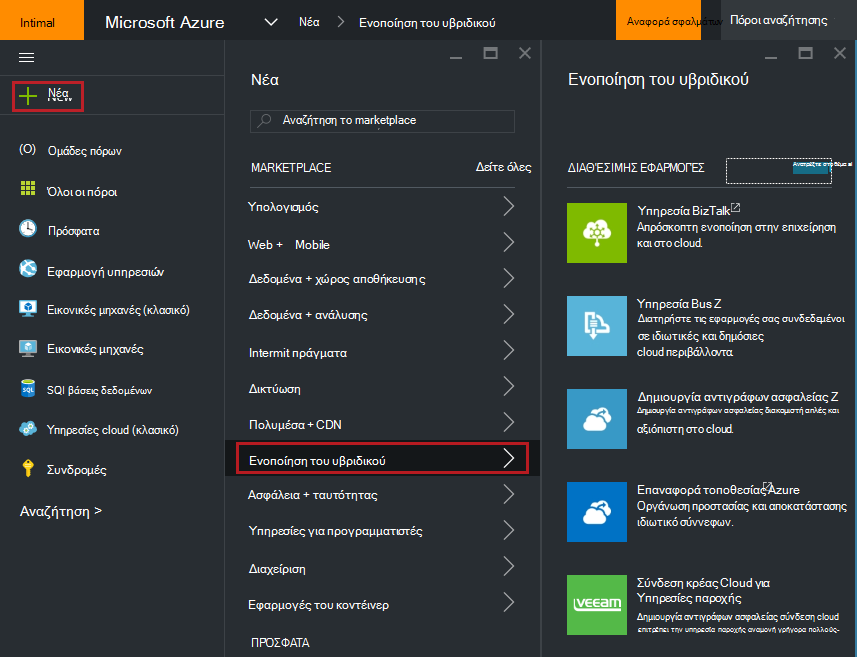 Intimal
Microsoft Azure
Νέα
Ενοποίηση του υβριδικού
Αναφορά σφαλμάτων
Πόροι αναζήτησης
Νέα
New
Ομάδες πόρων
Όλοι οι πόροι
Πρόσφατα
Εφαρμογή υπηρεσιών
Εικονικές μηχανές (κλασικό)
Εικονικές μηχανές
SQl βάσεις δεδομένων
Υπηρεσίες cloud (κλασικό)
Συνδρομές
Αναζήτηση >
Νέα
Αναζήτηση το marketplace
MARKETPLACE
Δείτε όλες
Υπολογισμός
Web + Mobile
Δεδομένα + χώρος αποθήκευσης
Δεδομένα + ανάλυσης
Intermit πράγματα
Δικτύωση
Πολυμέσα + CDN
Ενοποίηση του υβριδικού
Ασφάλεια + ταυτότητας
Υπηρεσίες για προγραμματιστές
Διαχείριση
Εφαρμογές του κοντέινερ
ΠΡΟΣΦΑΤΑ
Ενοποίηση του υβριδικού
ΔΙΑΘΈΣΙΜΗΣ ΕΦΑΡΜΟΓΈΣ
Υπηρεσία BizTalk
Απρόσκοπτη ενοποίηση στην επιχείρηση
και στο cloud.
Υπηρεσία Bus Z
Διατηρήστε τις εφαρμογές σας συνδεδεμένοι
σε ιδιωτικές και δημόσιες
cloud περιβάλλοντα
Δημιουργία αντιγράφων ασφαλείας Z
Δημιουργία αντιγράφων ασφαλείας διακομιστή απλές και
αξιόπιστη στο cloud.
Επαναφορά τοποθεσίας Azure
Οργάνωση προστασίας και αποκατάστασης
ιδιωτικό σύννεφων.
veeam
Σύνδεση κρέας Cloud για
Υπηρεσίες παροχής
Δημιουργία αντιγράφων ασφαλείας σύνδεση cloud
επιτρέπει την υπηρεσία παροχής αναμονή γρήγορα πολλούς-